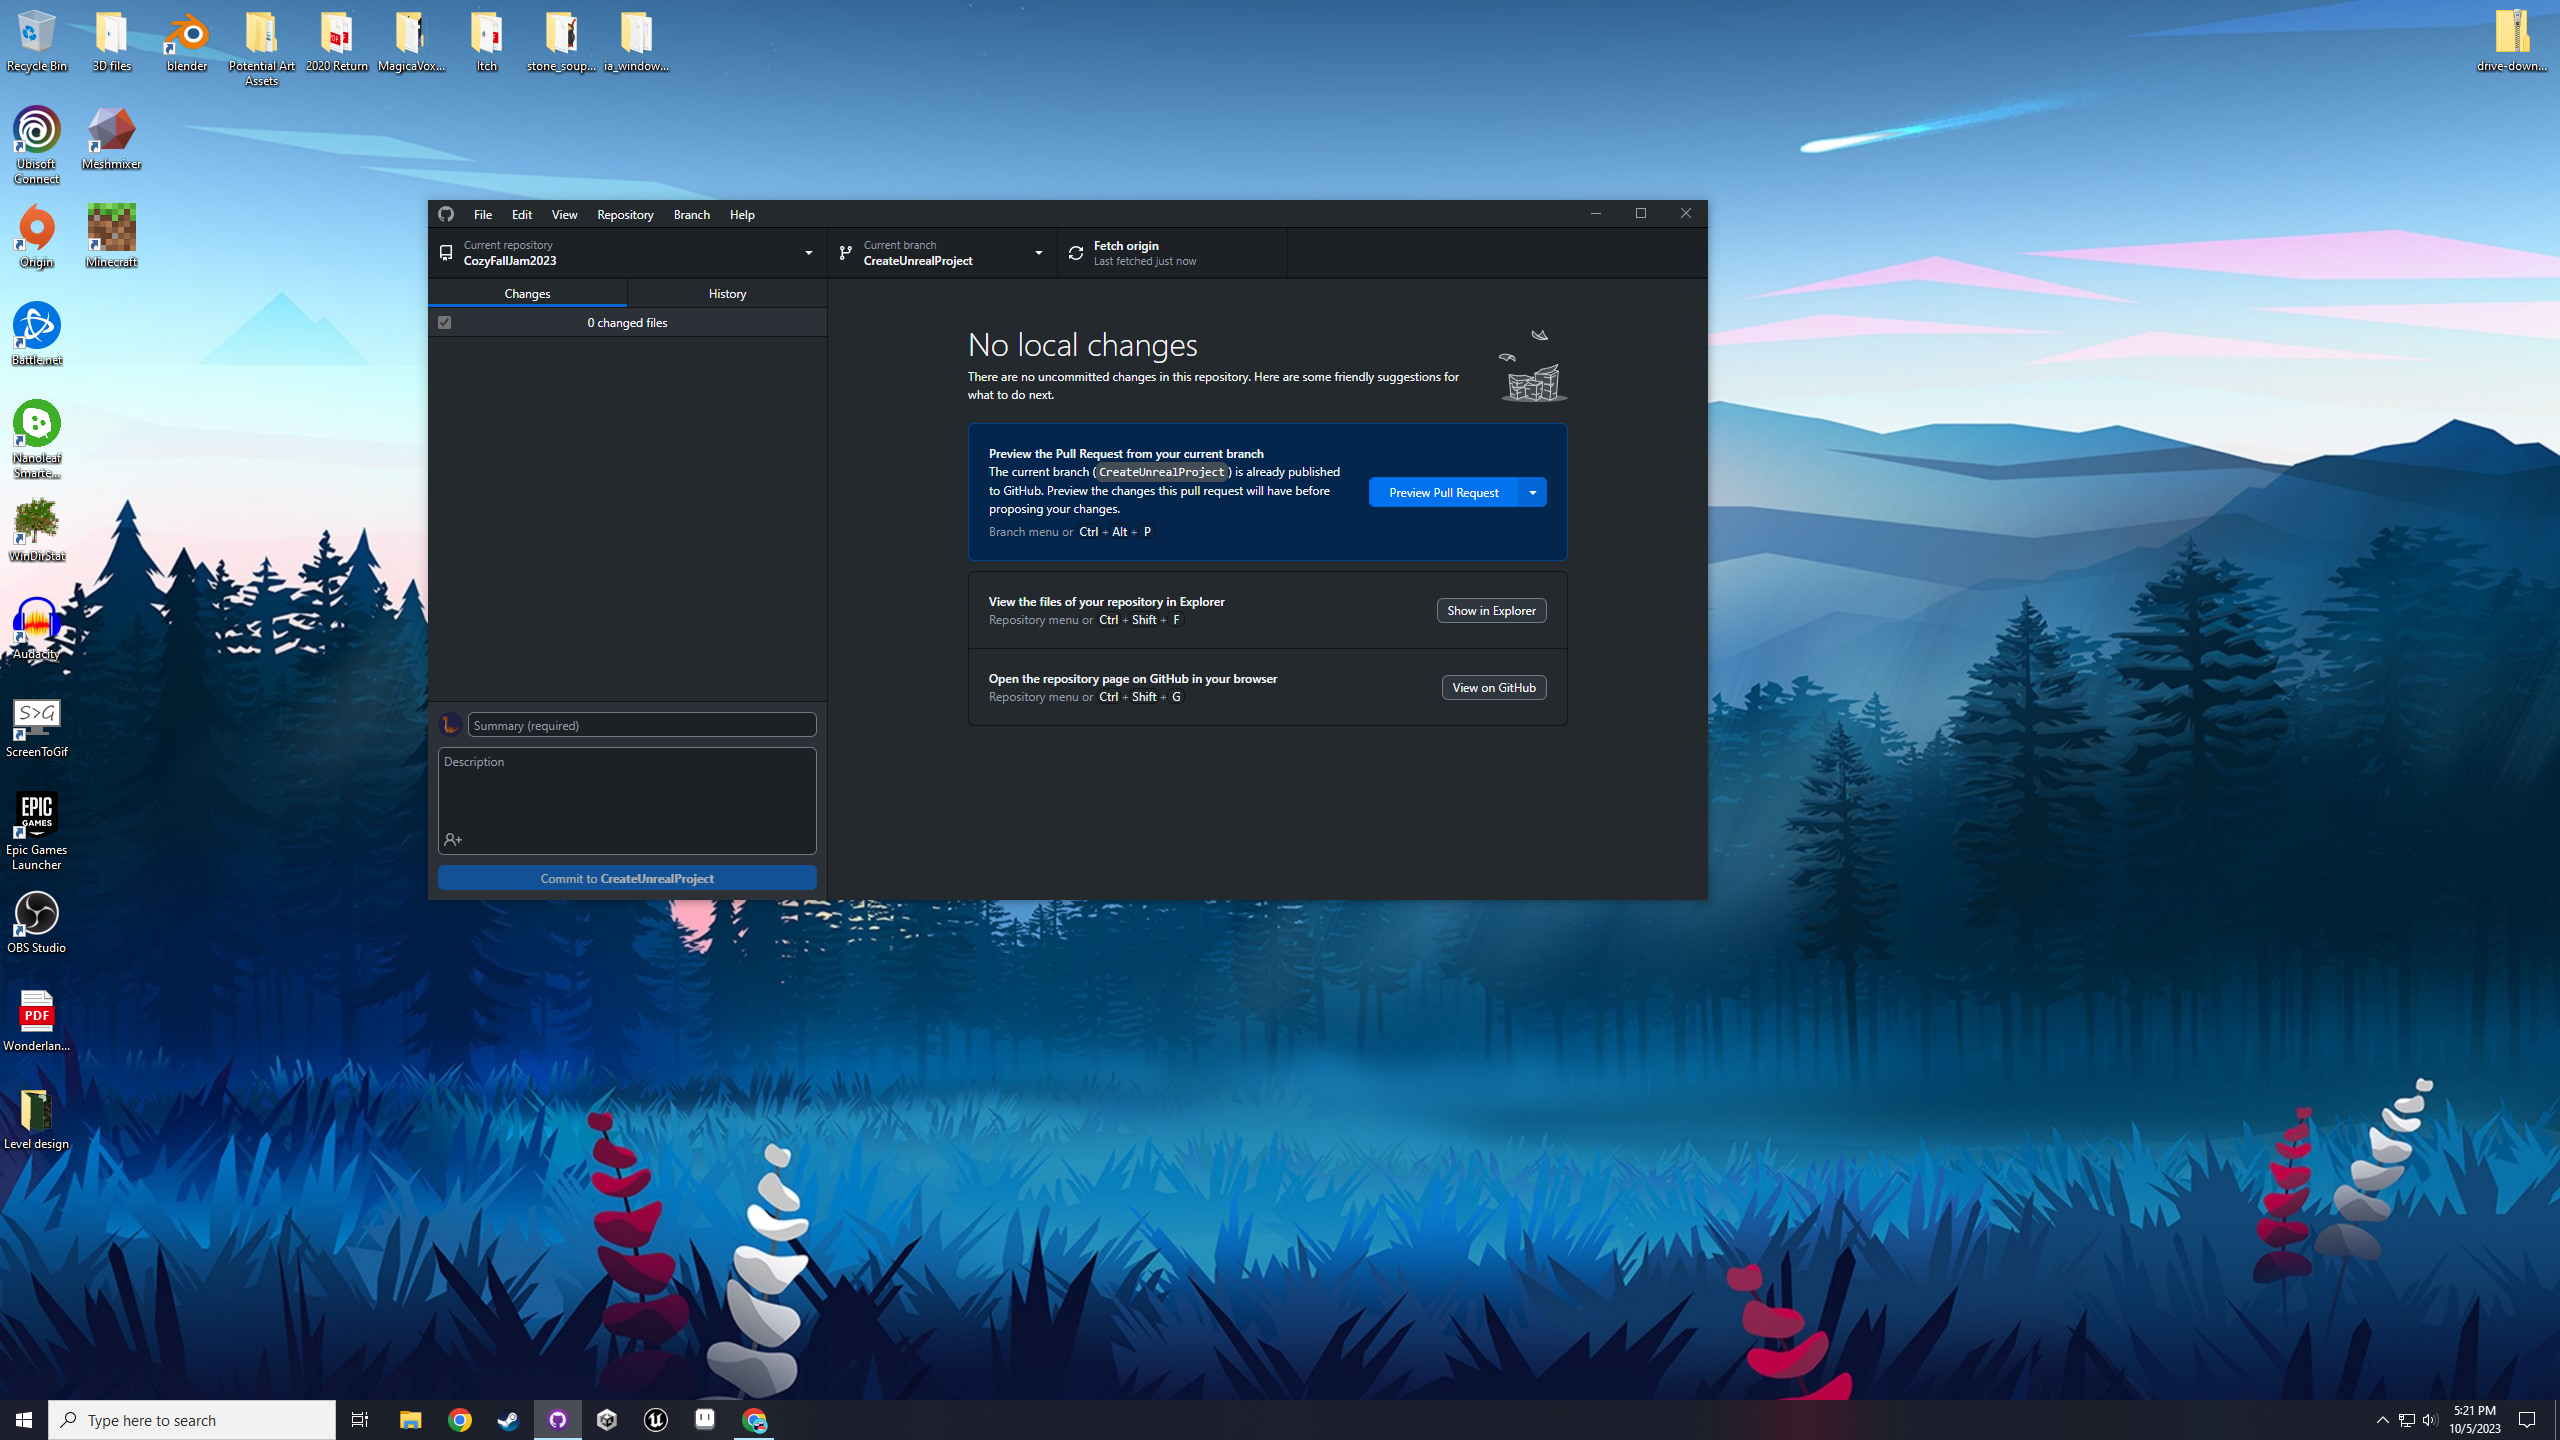 Recycle Bin
3D files
blender
Potential Art
Assets
2020 Return
MagicaVox...
Itch
stone_soup...
ia_window...
drive-down...
Ubisoft
Connect
Meshmixer
Origin
Minecraft
Battle.net
Nanoleaf
Smarte...
WinDirStat
Audacity
S>G
ScreenToGif
EPIC
GAMES
Epic Games
Launcher
OBS Studio
PDF
Wonderlan...
Level design
File Edit View Repository Branch Help
Current repository
CozyFallJam2023
Current branch
CreateUnrealProject
Fetch origin
Last fetched just now
Changes
History
0 changed files
No local changes
There are no uncommitted changes in this repository. Here are some friendly suggestions for
what to do next.
Preview the Pull Request from your current branch
The current branch (CreateUnrealProject) is already published
to GitHub. Preview the changes this pull request will have before
proposing your changes.
Branch menu or Ctrl + Alt + P
Preview Pull Request
View the files of your repository in Explorer
Repository menu or Ctrl + Shift + F
Show in Explorer
Open the repository page on GitHub in your browser
Repository menu or Ctrl + Shift + G
View on GitHub
Summary (required)
Description
Commit to CreateUnrealProject
Type here to search
5:21 PM
10/5/2023